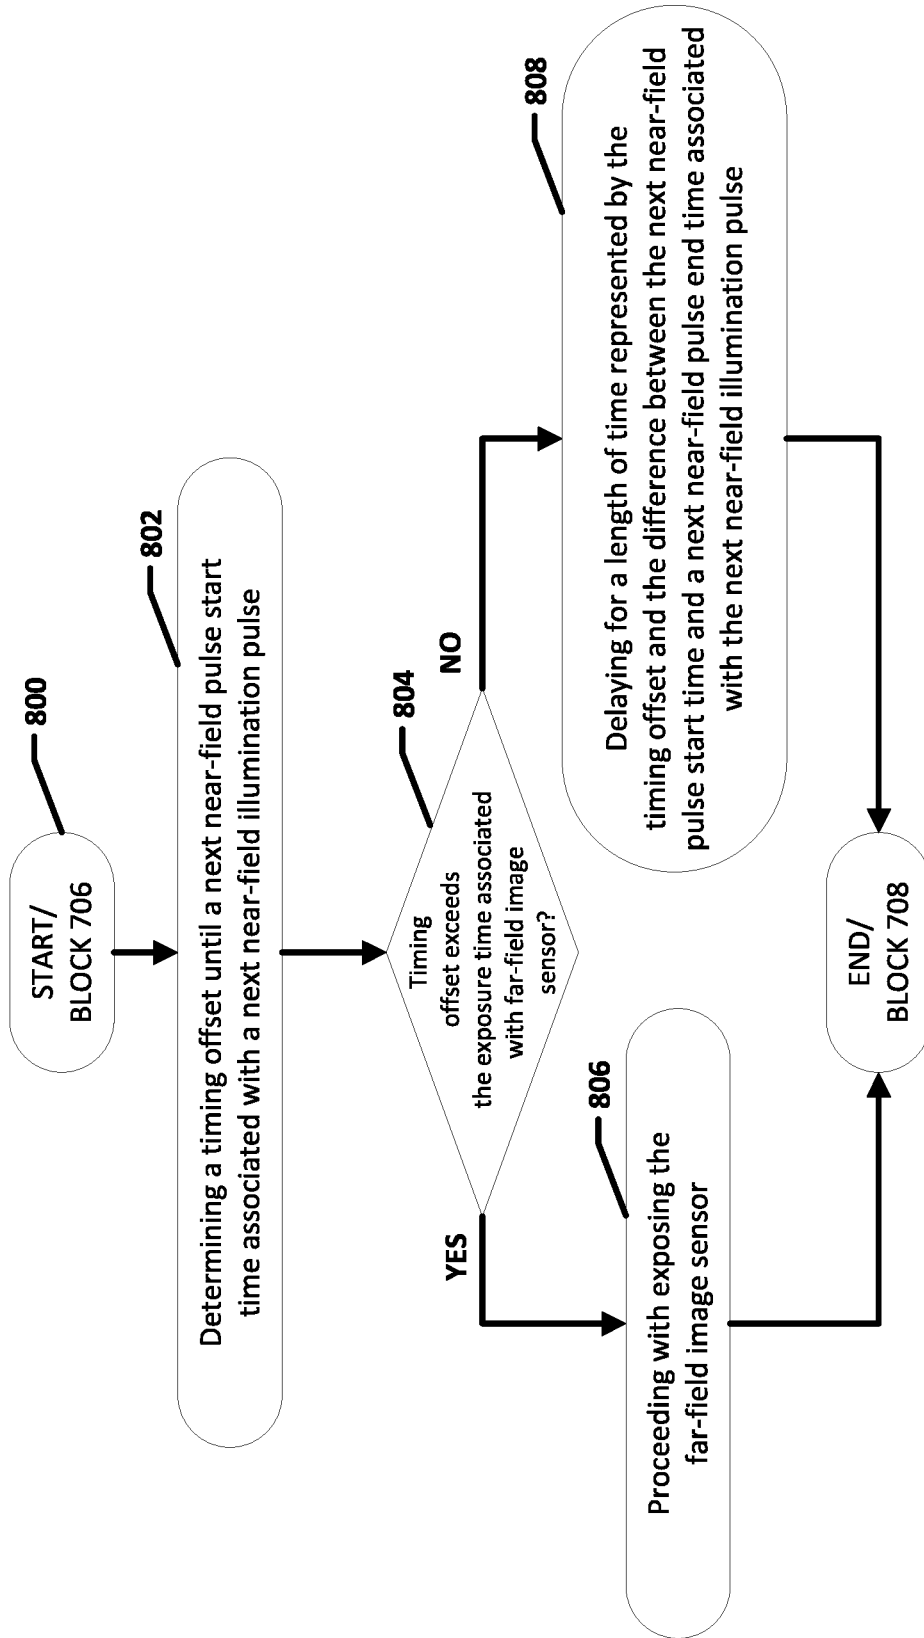 800
START/
BLOCK 706
802
Determining a timing offset until a next near-field pulse start
time associated with a next near-field illumination pulse
804
Timing
offset exceeds
the exposure time associated
with far-field image
sensor?
YES
NO
806
Proceeding with exposing the
far-field image sensor
808
Delaying for a length of time represented by the
timing offset and the difference between the next near-field
pulse start time and a next near-field pulse end time associated
with the next near-field illumination pulse
END/
BLOCK 708